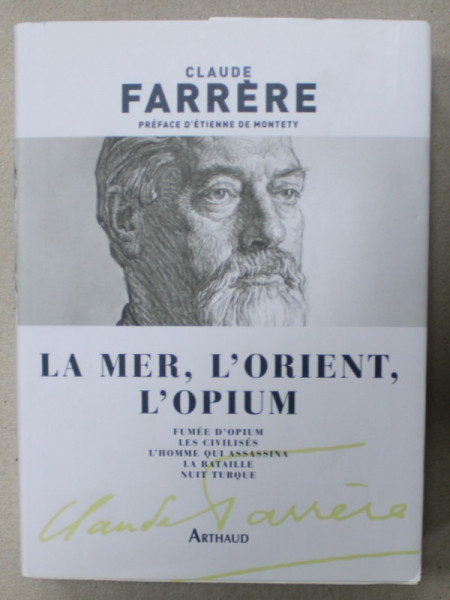 CLAUDE
FARRÈRE
PRÉFACE D'ÉTIENNE DE MONTETY
LA MER, L'ORIENT,
L'OPIUM
FUMÉE D'OPIUM
LES CIVILISÉS
L'HOMME QUI ASSASSINA
LA BATAILLE
NUIT TURQUE
Claude Farrère
ARTHAUD